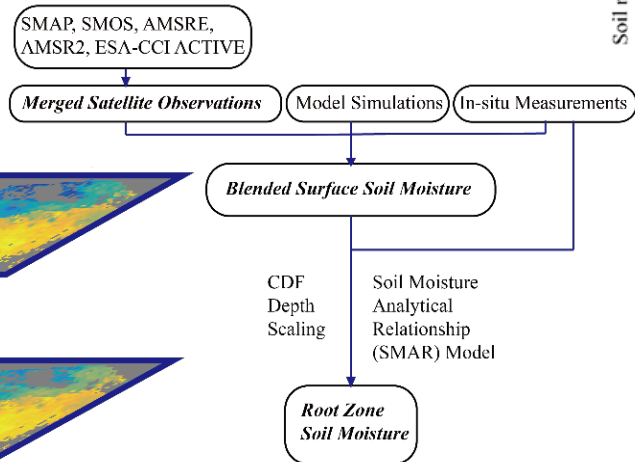 SMAP, SMOS, AMSRE,
AMSR2, ESA-CCI ACTIVE
Merged Satellite Observations
Model Simulations
In-situ Measurements
Blended Surface Soil Moisture
CDF
Depth
Scaling
Soil Moisture
Analytical
Relationship
(SMAR) Model
Root Zone
Soil Moisture
Soil